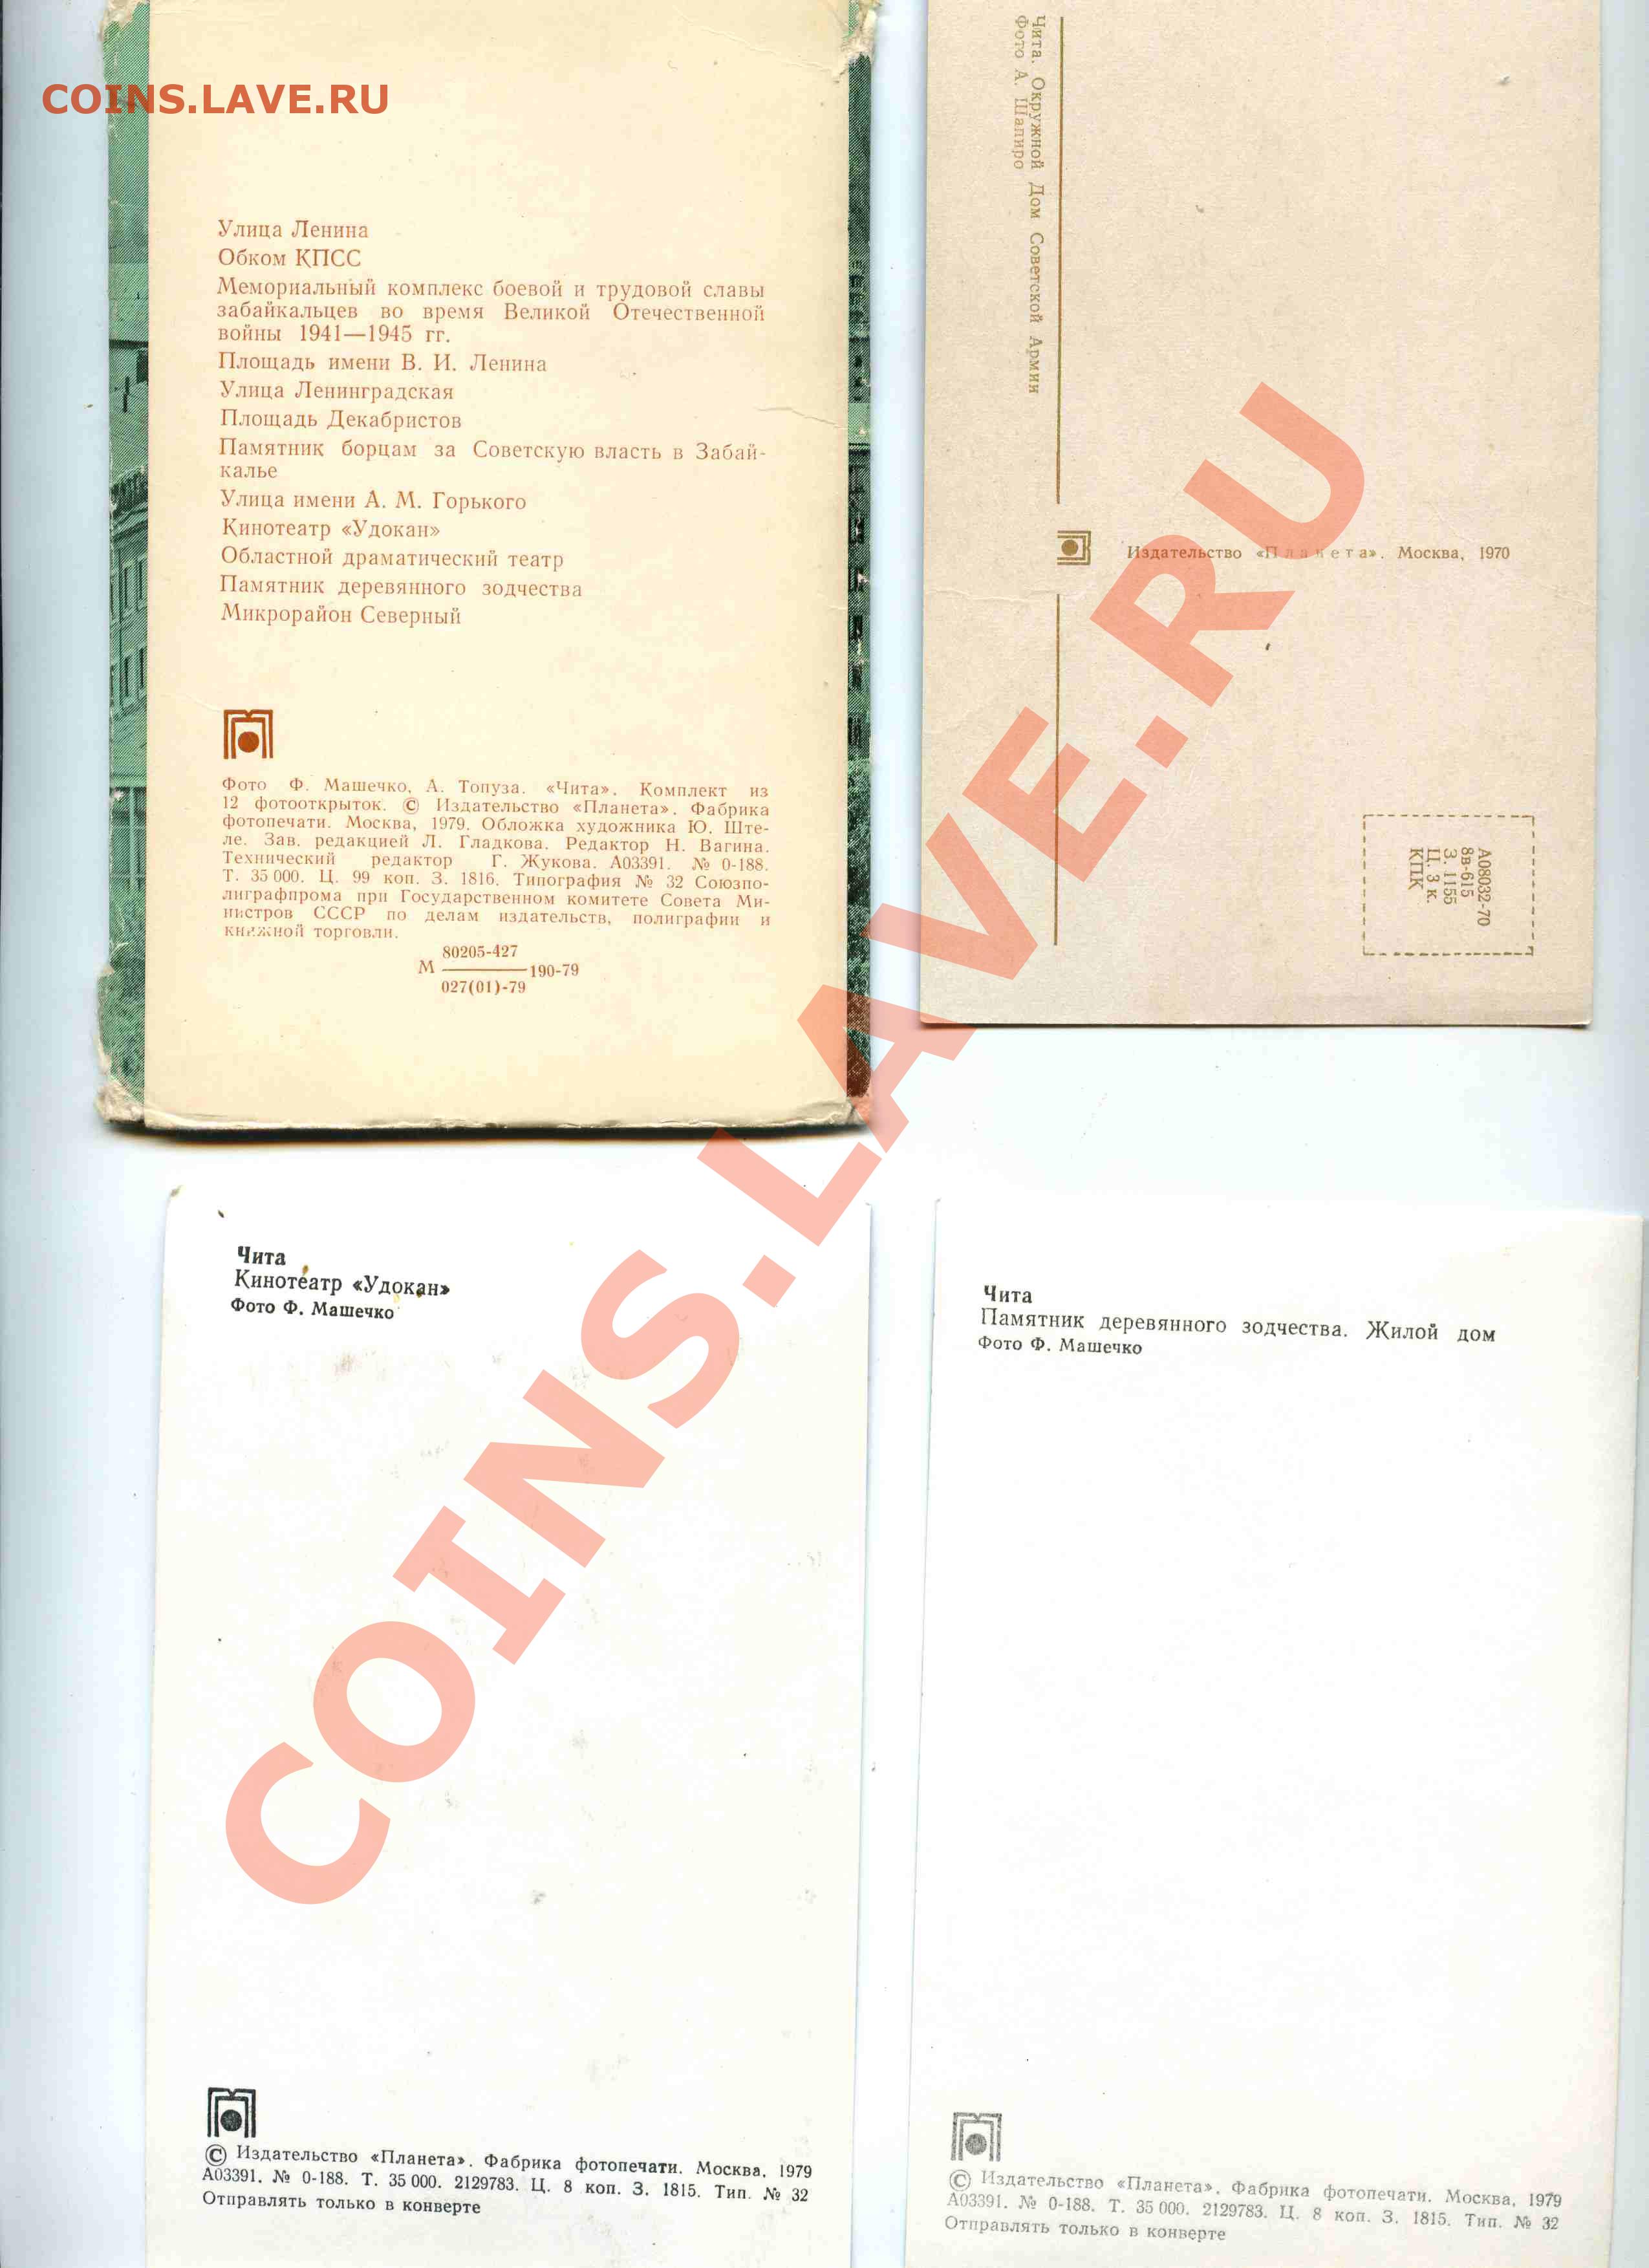 COINS.LAVE.RU
Улица Ленина
Обком КПСС
Мемориальный комплекс боевой и трудовой славы
забайкальцев во время Великой Отечественной
войны 1941—1945 гг.
Площадь имени В. И. Ленина
Улица Ленинградская
Площадь Декабристов
Памятник борцам за Советскую власть в Забай-
калье
Улица имени А. М. Горького
Кинотеатр «Удокан»
Областной драматический театр
Памятник деревянного зодчества
Микрорайон Северный
Фото Ф. Машечко, А. Топуза. «Чита». Комплект из
12 фотооткрыток. © Издательство «Планета». Фабрика
фотопечати. Москва, 1979. Обложка художника Ю. Ште-
ле. Зав. редакцией Л. Гладкова. Редактор Н. Вагина.
Технический редактор Г. Жукова. А03391. № 0-188.
Т. 35 000. Ц. 99 коп. З. 1816. Типография № 32 Союзпо-
лиграфпрома при Государственном комитете Совета Ми-
нистров СССР по делам издательств, полиграфии и
книжной торговли.
80205-427
М ——— 190-79
027(01)-79
Чита. Окружной Дом Советской Армии
Фото А. Шапиро
Издательство «Планета». Москва, 1970
А08032-70
8в-615
З. 1155
Ц. 3 к.
КПК
COINS.LAVE.RU
Чита
Кинотеатр «Удокан»
Фото Ф. Машечко
© Издательство «Планета». Фабрика фотопечати. Москва, 1979
А03391. № 0-188. Т. 35 000. 2129783. Ц. 8 коп. З. 1815. Тип. № 32
Отправлять только в конверте
Чита
Памятник деревянного зодчества. Жилой дом
Фото Ф. Машечко
© Издательство «Планета». Фабрика фотопечати. Москва, 1979
А03391. № 0-188. Т. 35 000. 2129783. Ц. 8 коп. З. 1815. Тип. № 32
Отправлять только в конверте